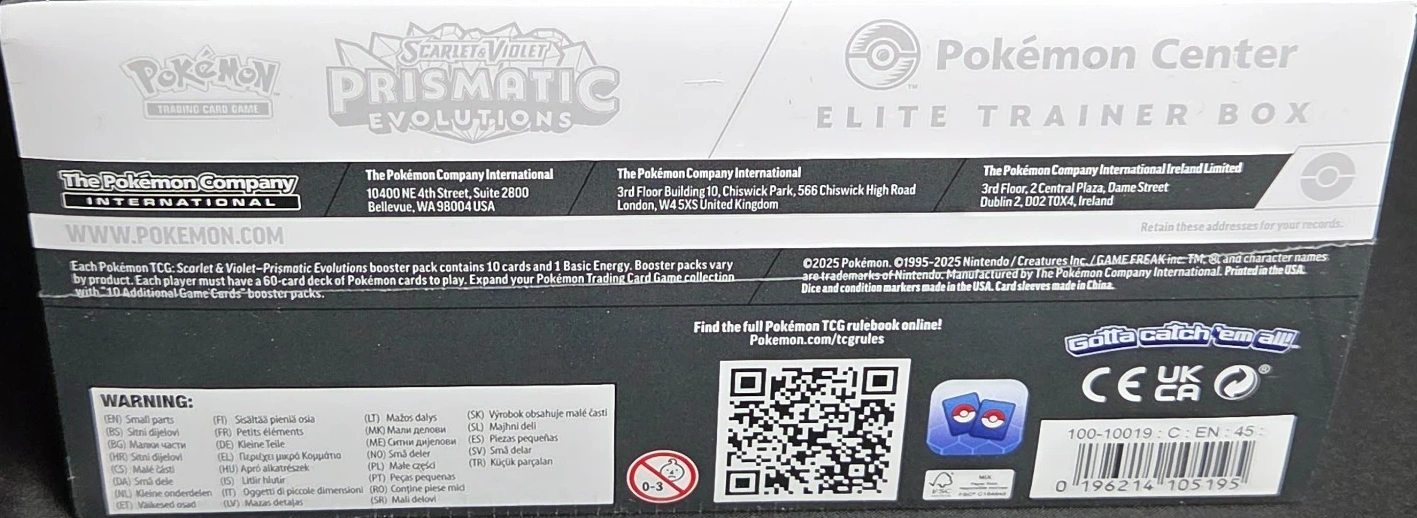 Pokémon
TRADING CARD GAME
SCARLET & VIOLET
PRISMATIC
EVOLUTIONS
Pokémon Center
TM
ELITE TRAINER BOX
The Pokémon Company
INTERNATIONAL
The Pokémon Company International
10400 NE 4th Street, Suite 2800
Bellevue, WA 98004 USA
The Pokémon Company International
3rd Floor Building 10, Chiswick Park, 566 Chiswick High Road
London, W4 5XS United Kingdom
The Pokémon Company International Ireland Limited
3rd Floor, 2 Central Plaza, Dame Street
Dublin 2, D02 T0X4, Ireland
WWW.POKEMON.COM
Retain these addresses for your records.
Each Pokémon TCG: Scarlet & Violet—Prismatic Evolutions booster pack contains 10 cards and 1 Basic Energy. Booster packs vary
by product. Each player must have a 60-card deck of Pokémon cards to play. Expand your Pokémon Trading Card Game collection
with "10 Additional Game Cards" booster packs.
©2025 Pokémon. ©1995–2025 Nintendo / Creatures Inc. / GAME FREAK inc. TM, ®, and character names
are trademarks of Nintendo. Manufactured by The Pokémon Company International. Printed in the USA.
Dice and condition markers made in the USA. Card sleeves made in China.
Find the full Pokémon TCG rulebook online!
Pokemon.com/tcgrules
Gotta catch 'em all!
CE UK CA ®
WARNING:
(EN) Small parts
(BS) Sitni dijelovi
(BG) Малки части
(HR) Sitni dijelovi
(CS) Malé části
(DA) Små dele
(NL) Kleine onderdelen
(ET) Väikesed osad
(FI) Sisältää pieniä osia
(FR) Petits éléments
(DE) Kleine Teile
(EL) Περιέχει μικρά Κομμάτια
(HU) Apró alkatrészek
(IS) Litlir hlutir
(IT) Oggetti di piccole dimensioni
(LV) Mazas detaļas
(LT) Mažos dalys
(MK) Мали делови
(ME) Ситни дијелови
(NO) Små deler
(PL) Małe części
(PT) Peças pequenas
(RO) Conține piese mici
(SR) Mali delovi
(SK) Výrobok obsahuje malé časti
(SL) Majhni deli
(ES) Piezas pequeñas
(SV) Små delar
(TR) Küçük parçalar
0-3
FSC
MIX
100-10019 : C : EN : 45 :
0 196214 105195